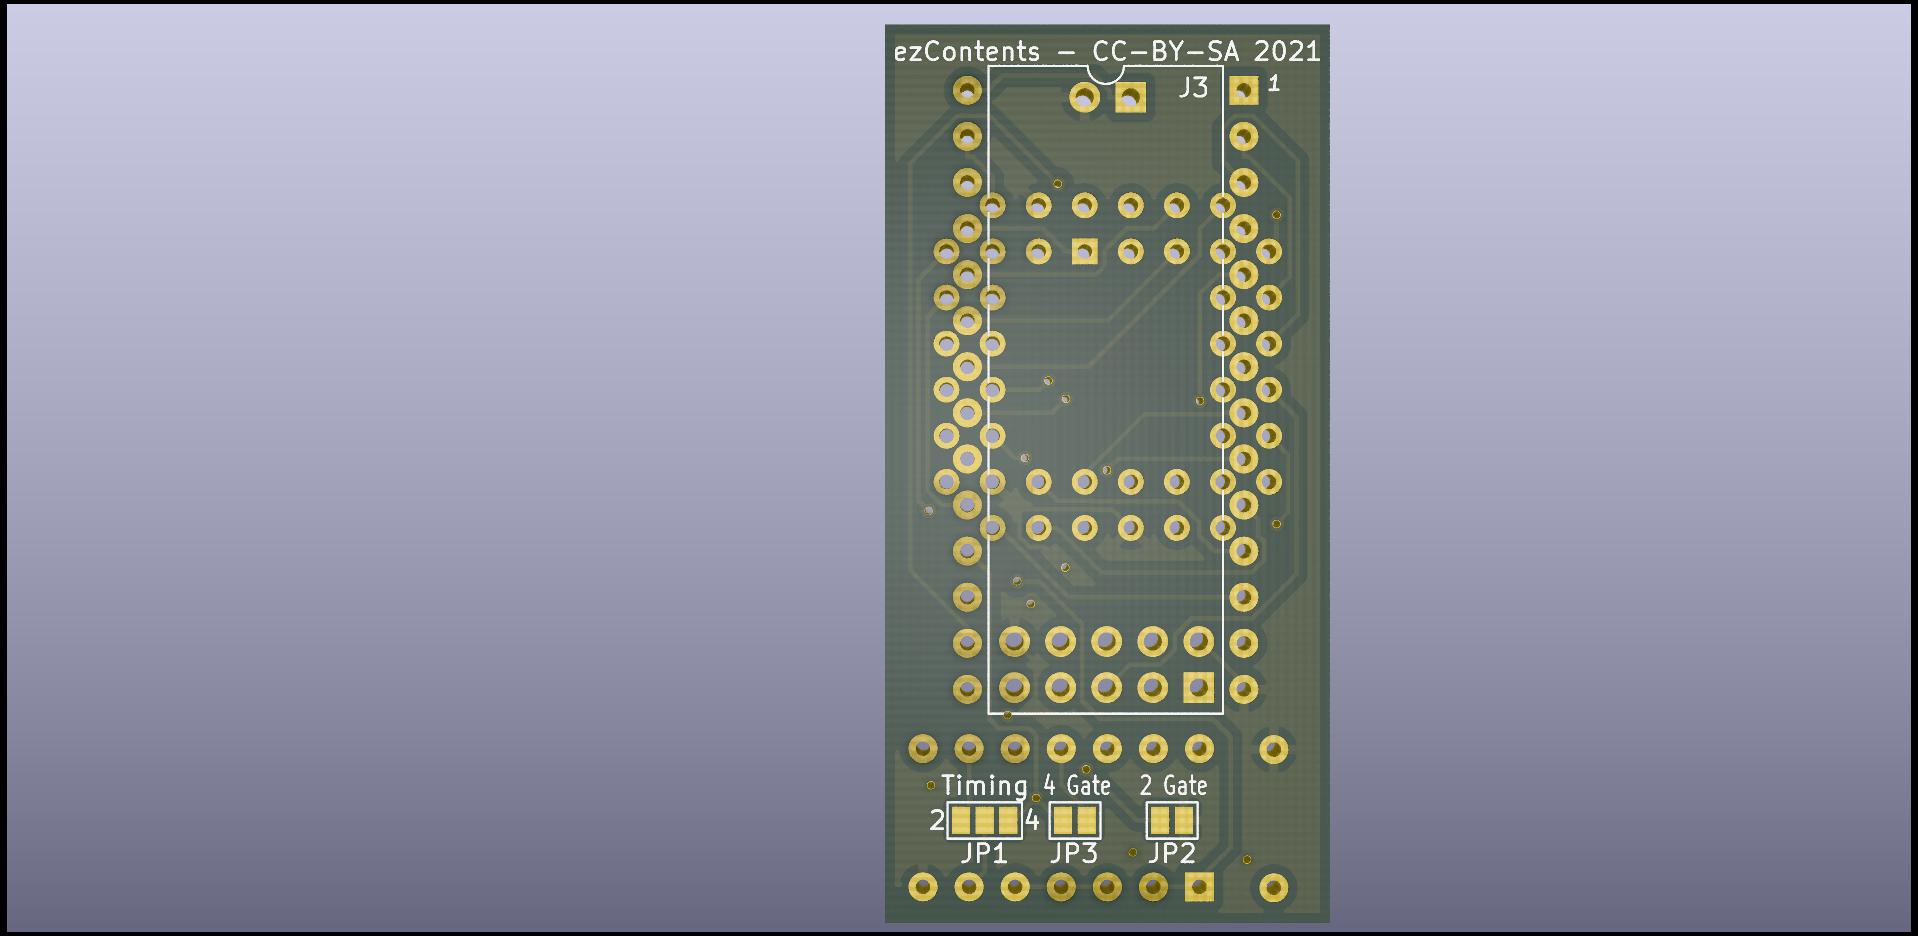 ezContents - CC-BY-SA 2021
J3 1
Timing 4 Gate 2 Gate
2 4
JP1 JP3 JP2